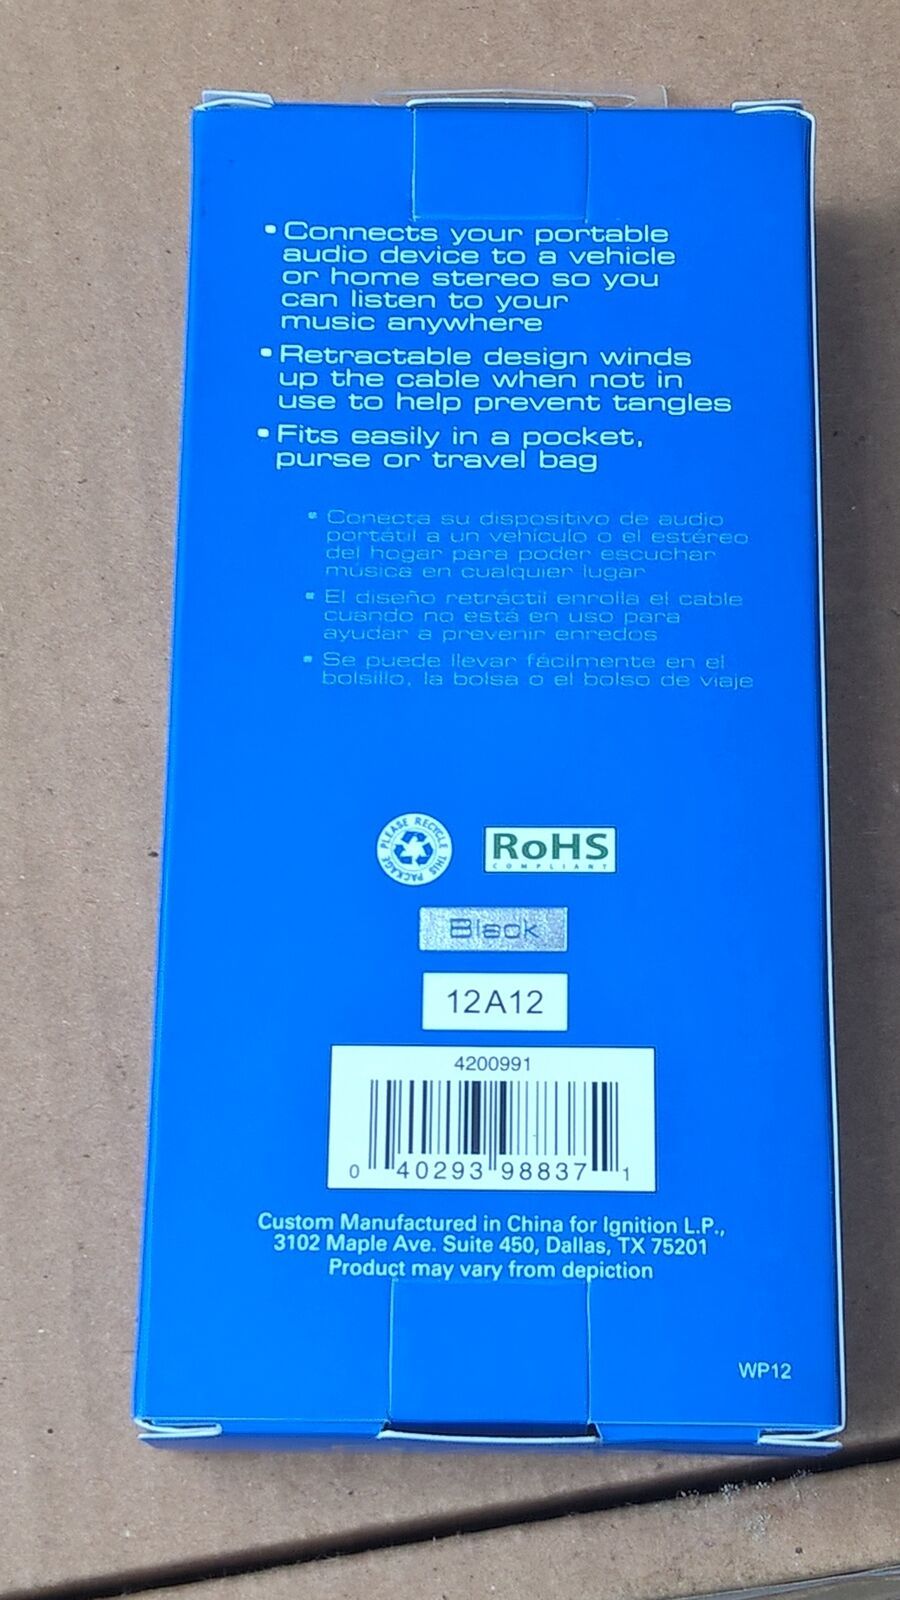 • Connects your portable
audio device to a vehicle
or home stereo so you
can listen to your
music anywhere
• Retractable design winds
up the cable when not in
use to help prevent tangles
• Fits easily in a pocket,
purse or travel bag
• Conecta su dispositivo de audio
portátil a un vehículo o el estéreo
del hogar para poder escuchar
música en cualquier lugar
• El diseño retráctil enrolla el cable
cuando no está en uso para
ayudar a prevenir enredos
• Se puede llevar fácilmente en el
bolsillo, la bolsa o el bolso de viaje
PLEASE RECYCLE THIS PACKAGE
RoHS
COMPLIANT
Black
12A12
4200991
0 40293 98837 1
Custom Manufactured in China for Ignition L.P.,
3102 Maple Ave. Suite 450, Dallas, TX 75201
Product may vary from depiction
WP12